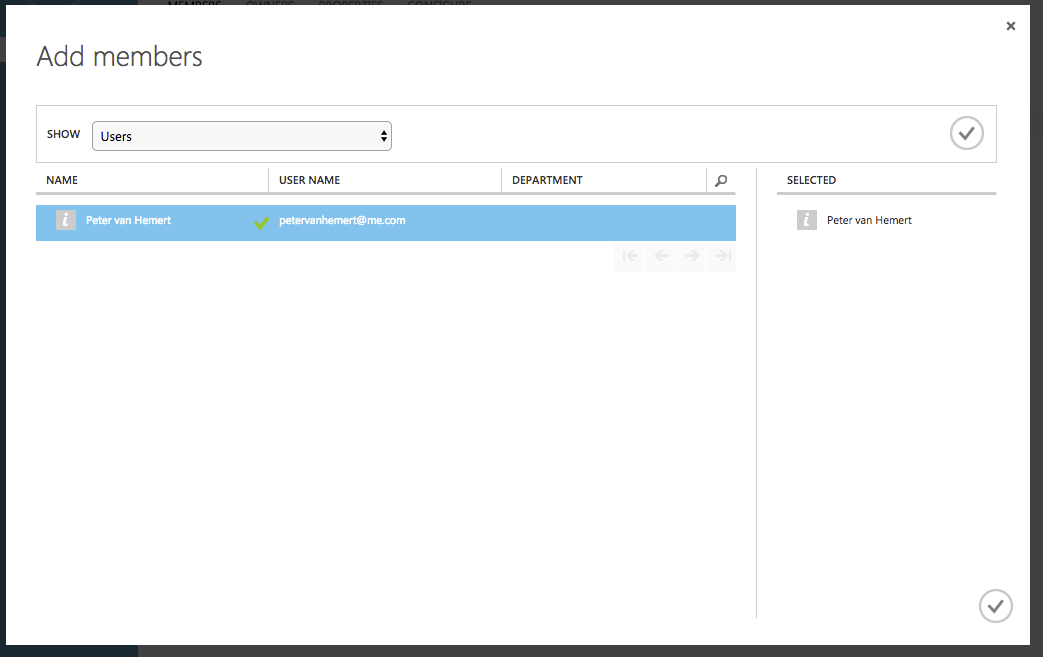 MEMBERS OWNERS PROPERTIES CONFIGURE
Add members
SHOW Users
NAME USER NAME DEPARTMENT SELECTED
i Peter van Hemert petervanhemert@me.com i Peter van Hemert